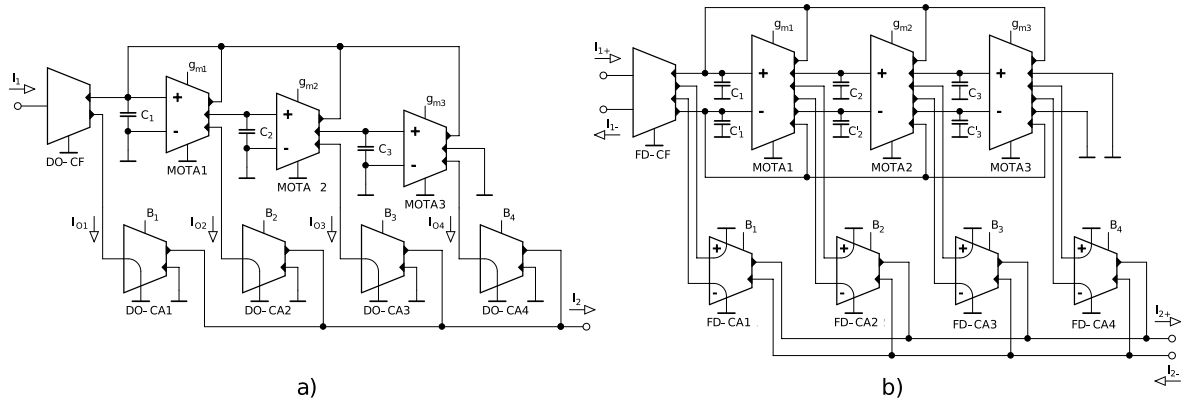 I1
DO-CF
C1
gm1
MOTA1
C2
gm2
MOTA 2
C3
gm3
MOTA3
IO1
B1
DO-CA1
IO2
B2
DO-CA2
IO3
B3
DO-CA3
IO4
B4
DO-CA4
I2
a)
I1+
I1-
FD-CF
C1
C'1
gm1
MOTA1
C2
C'2
gm2
MOTA2
C3
C'3
gm3
MOTA3
B1
FD-CA1
B2
FD-CA2
B3
FD-CA3
B4
FD-CA4
I2+
I2-
b)